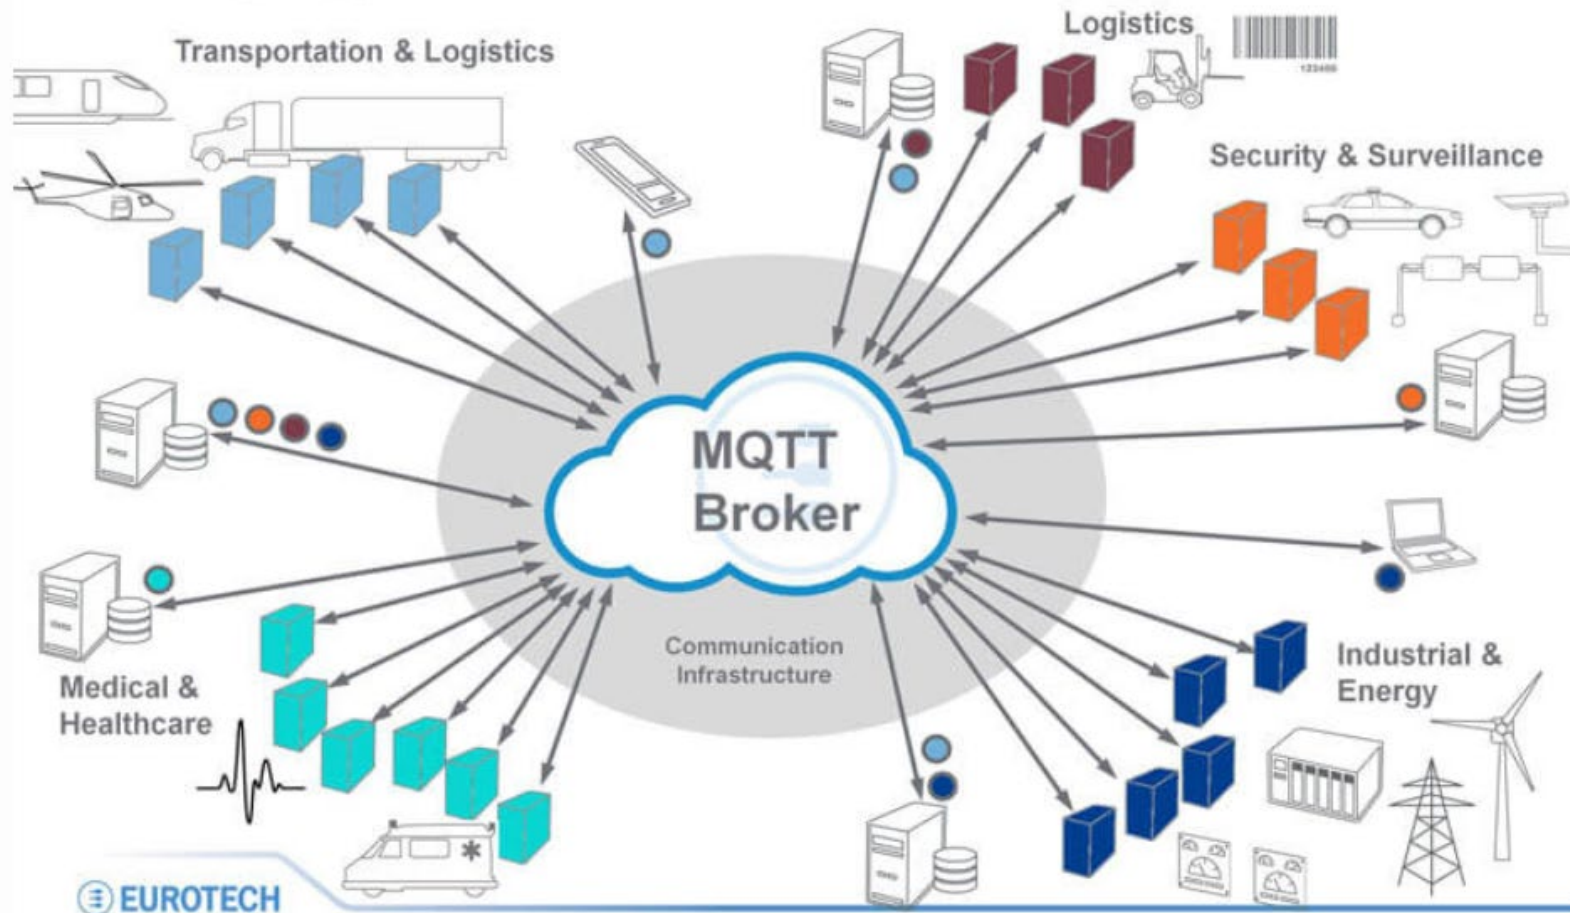 Transportation & Logistics
Logistics
Security & Surveillance
MQTT
Broker
Communication
Infrastructure
Medical &
Healthcare
Industrial &
Energy
EUROTECH